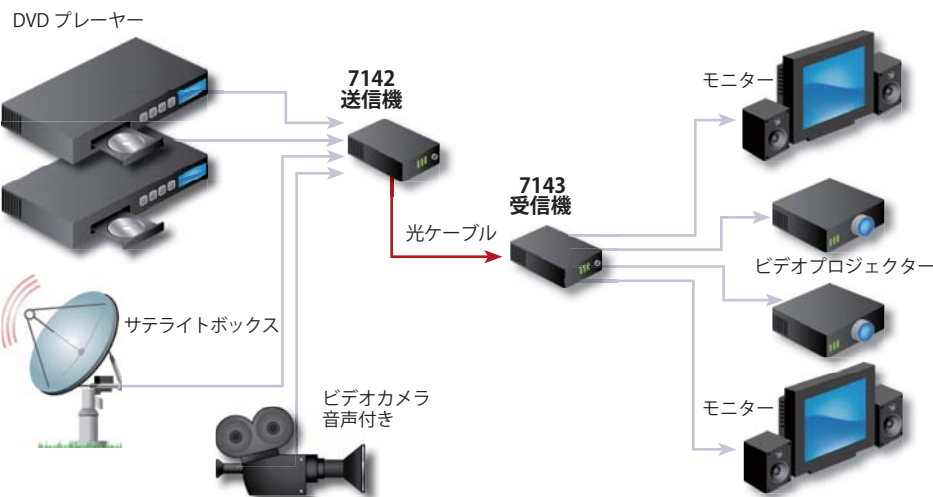 DVD プレーヤー
7142
送信機
モニター
7143
受信機
光ケーブル
ビデオプロジェクター
サテライトボックス
ビデオカメラ
音声付き
モニター